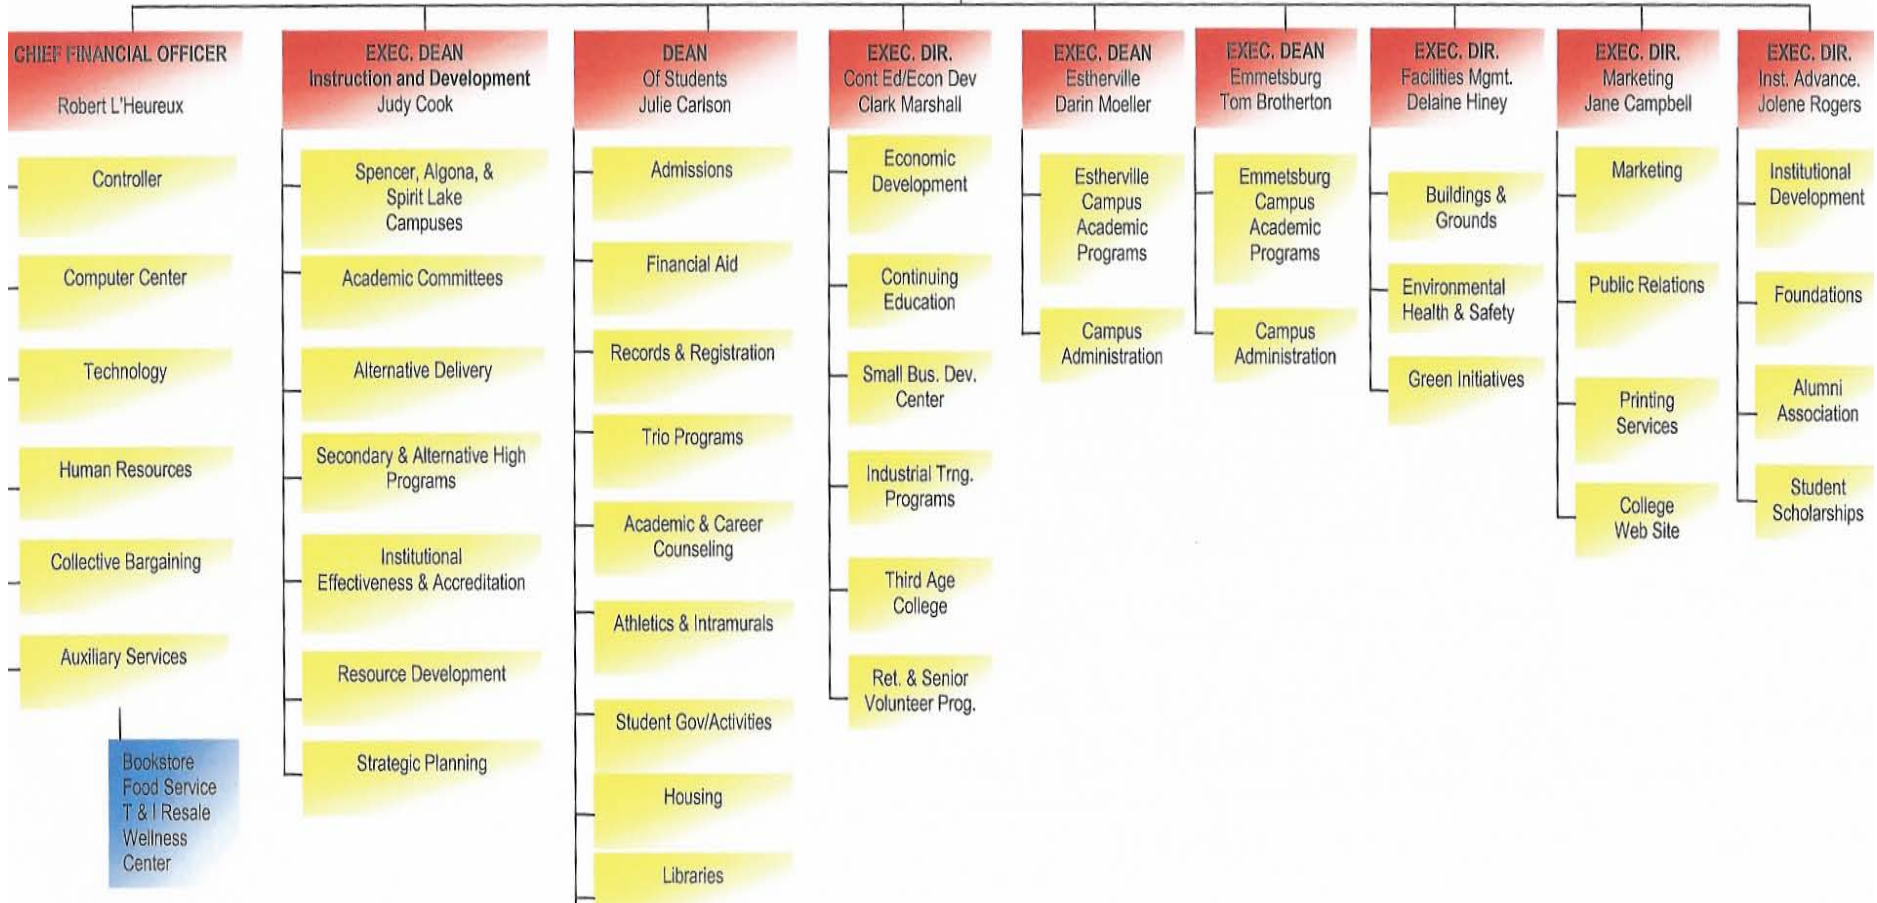 CHIEF FINANCIAL OFFICER
Robert L'Heureux
Controller
Computer Center
Technology
Human Resources
Collective Bargaining
Auxiliary Services
Bookstore
Food Service
T & I Resale
Wellness
Center
EXEC. DEAN
Instruction and Development
Judy Cook
Spencer, Algona, &
Spirit Lake
Campuses
Academic Committees
Alternative Delivery
Secondary & Alternative High
Programs
Institutional
Effectiveness & Accreditation
Resource Development
Strategic Planning
DEAN
Of Students
Julie Carlson
Admissions
Financial Aid
Records & Registration
Trio Programs
Academic & Career
Counseling
Athletics & Intramurals
Student Gov/Activities
Housing
Libraries
EXEC. DIR.
Cont Ed/Econ Dev
Clark Marshall
Economic
Development
Continuing
Education
Small Bus. Dev.
Center
Industrial Trng.
Programs
Third Age
College
Ret. & Senior
Volunteer Prog.
EXEC. DEAN
Estherville
Darin Moeller
Estherville
Campus
Academic
Programs
Campus
Administration
EXEC. DEAN
Emmetsburg
Tom Brotherton
Emmetsburg
Campus
Academic
Programs
Campus
Administration
EXEC. DIR.
Facilities Mgmt.
Delaine Hiney
Buildings &
Grounds
Environmental
Health & Safety
Green Initiatives
EXEC. DIR.
Marketing
Jane Campbell
Marketing
Public Relations
Printing
Services
College
Web Site
EXEC. DIR.
Inst. Advance.
Jolene Rogers
Institutional
Development
Foundations
Alumni
Association
Student
Scholarships